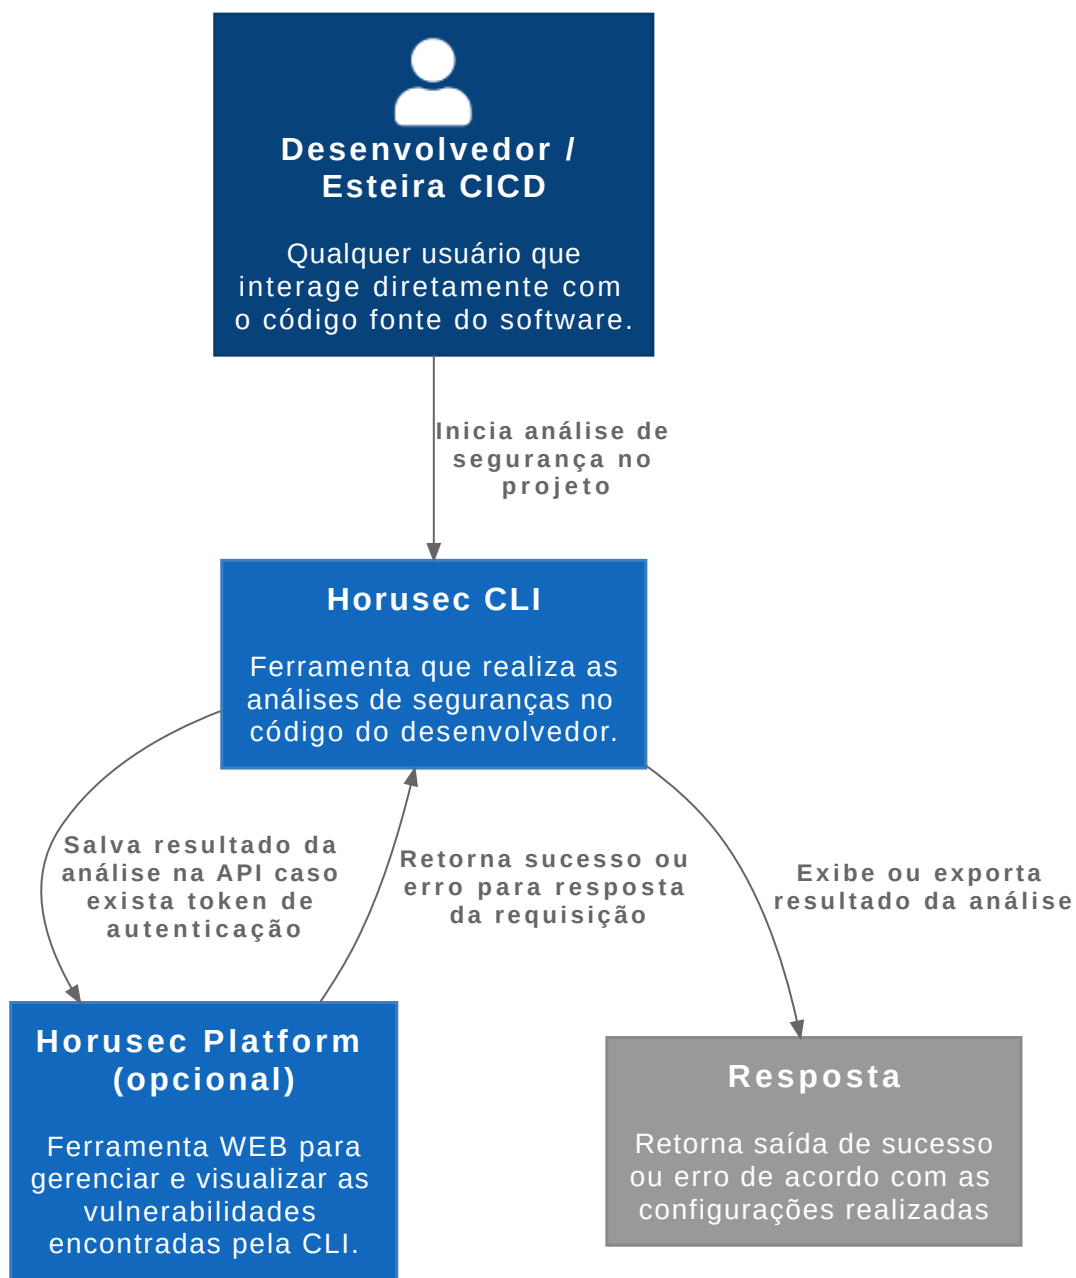 Desenvolvedor /
Esteira CICD
Qualquer usuário que
interage diretamente com
o código fonte do software.
Inicia análise de
segurança no
projeto
Horusec CLI
Ferramenta que realiza as
análises de seguranças no
código do desenvolvedor.
Salva resultado da
análise na API caso
exista token de
autenticação
Retorna sucesso ou
erro para resposta
da requisição
Exibe ou exporta
resultado da análise
Horusec Platform
(opcional)
Ferramenta WEB para
gerenciar e visualizar as
vulnerabilidades
encontradas pela CLI.
Resposta
Retorna saída de sucesso
ou erro de acordo com as
configurações realizadas